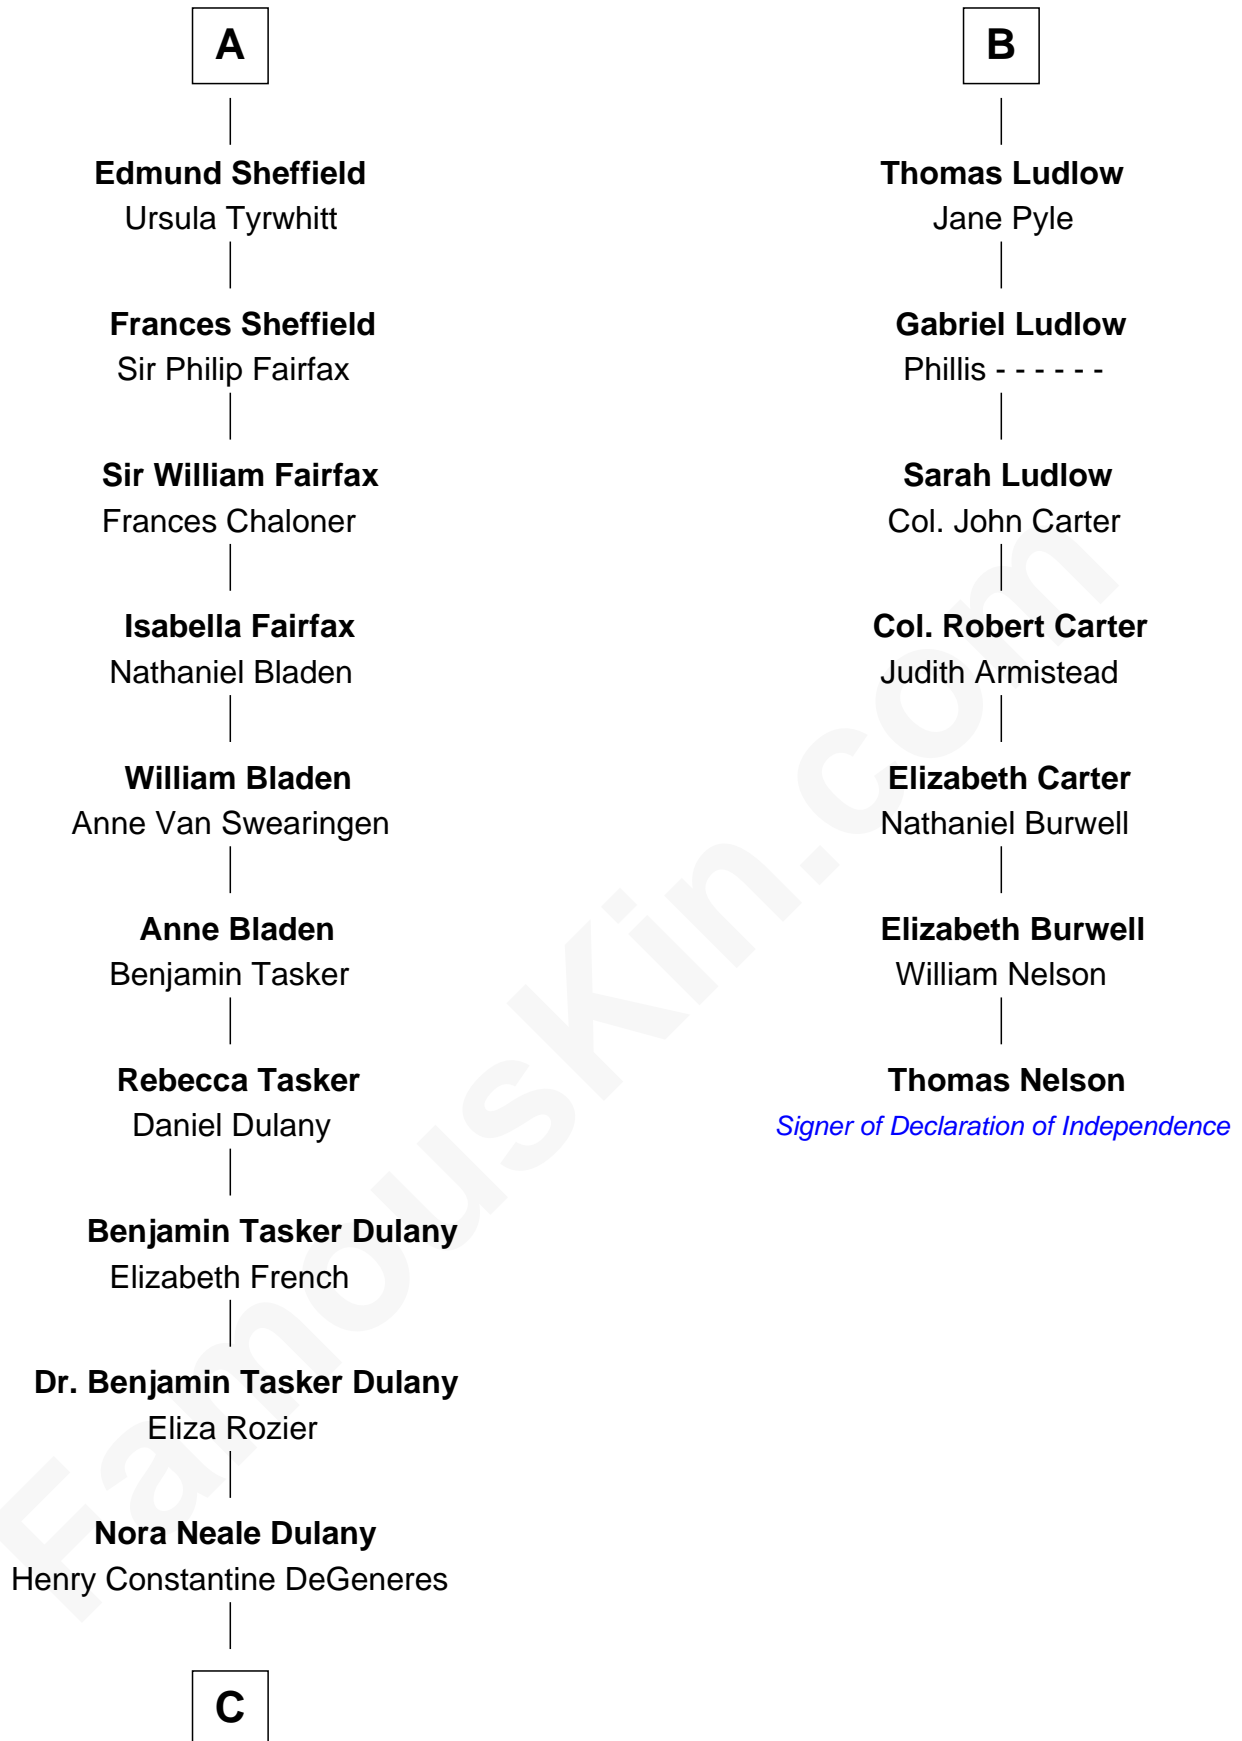 A
Edmund Sheffield
Ursula Tyrwhitt
Frances Sheffield
Sir Philip Fairfax
Sir William Fairfax
Frances Chaloner
Isabella Fairfax
Nathaniel Bladen
William Bladen
Anne Van Swearingen
Anne Bladen
Benjamin Tasker
Rebecca Tasker
Daniel Dulany
Benjamin Tasker Dulany
Elizabeth French
Dr. Benjamin Tasker Dulany
Eliza Rozier
Nora Neale Dulany
Henry Constantine DeGeneres
C
B
Thomas Ludlow
Jane Pyle
Gabriel Ludlow
Phillis - - - - - -
Sarah Ludlow
Col. John Carter
Col. Robert Carter
Judith Armistead
Elizabeth Carter
Nathaniel Burwell
Elizabeth Burwell
William Nelson
Thomas Nelson
Signer of Declaration of Independence
FamousKin.com